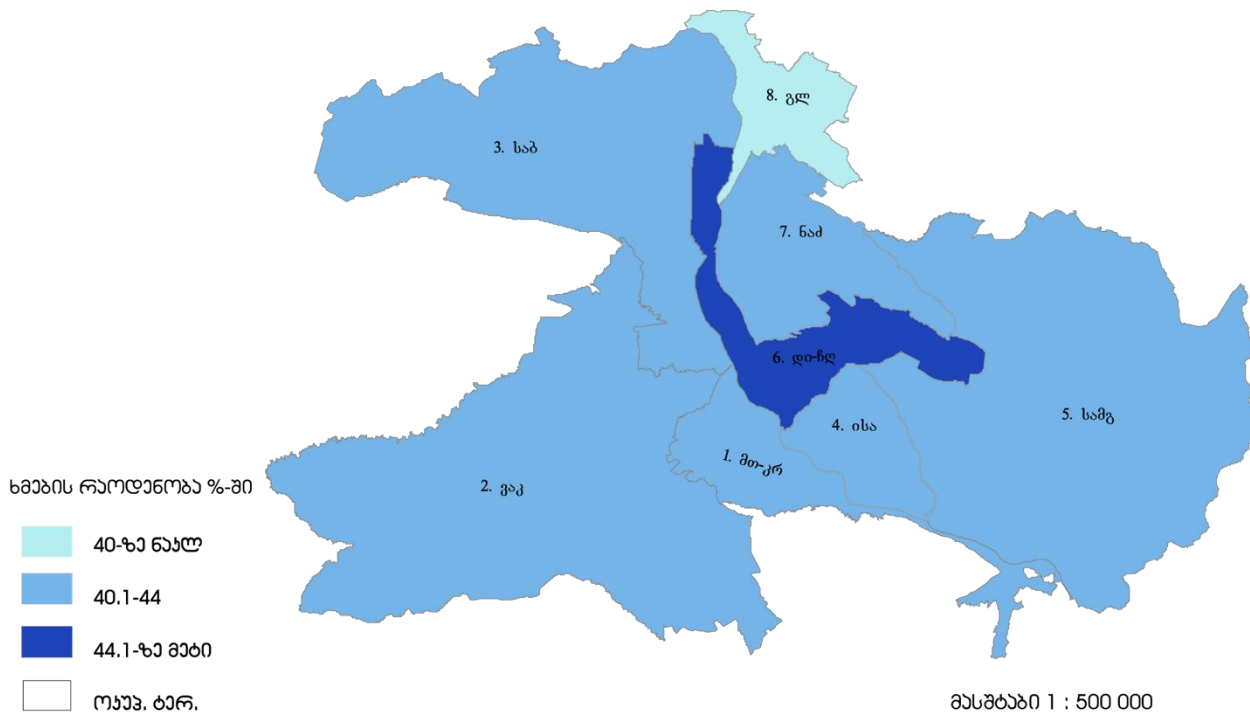 8. გლ
3. საბ
7. ნაძ
6. დი-ჩღ
5. სამგ
4. ისა
1. მთ-კრ
2. ვაკ
ხმების რაოდენობა %-ში
40-ზე ნაკლ
40.1-44
44.1-ზე მეტი
ოკუპ. ტერ.
მასშტაბი 1 : 500 000